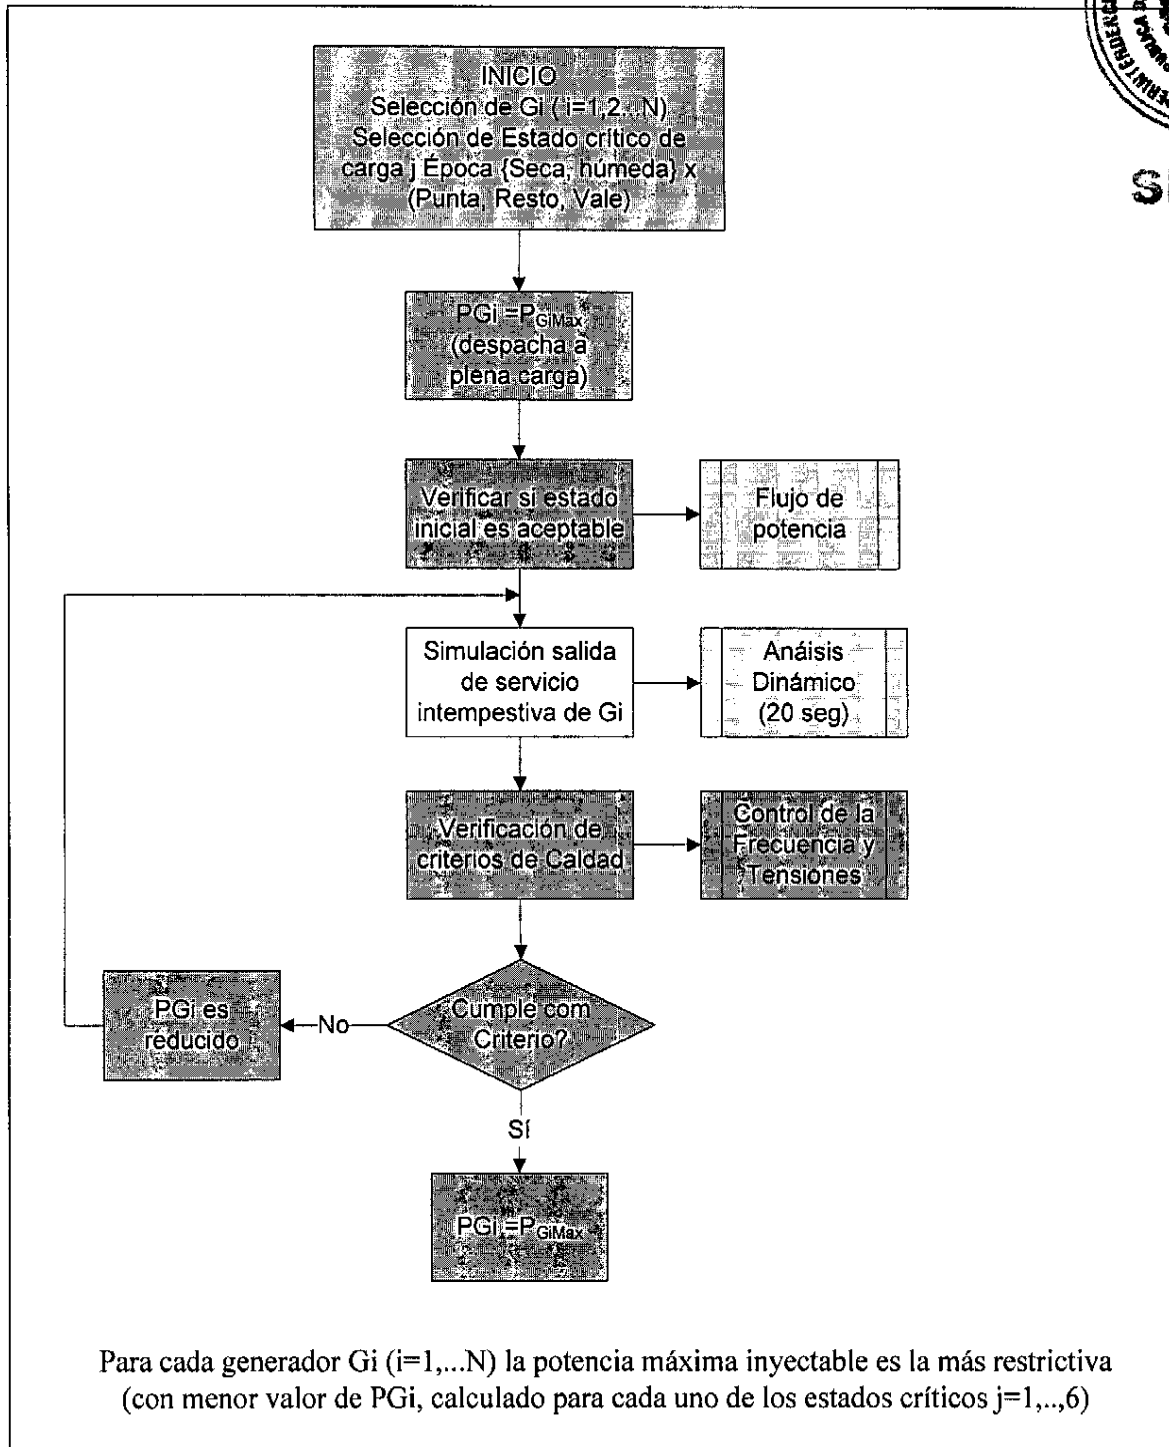 INICIO
Selección de Gi ( i=1,2...N)
Selección de Estado crítico de
carga j Época {Seca, húmeda} x
(Punta, Resto, Vale)
PGi =PGiMax
(despacha a
plena carga)
Verificar si estado
inicial es aceptable
Flujo de
potencia
Simulación salida
de servicio
intempestiva de Gi
Anáisis
Dinámico
(20 seg)
Verificación de
criterios de Caldad
Control de la
Frecuencia y
Tensiones
Cumple com
Criterio?
No
PGi es
reducido
Sí
PGi =PGiMax
Para cada generador Gi (i=1,...N) la potencia máxima inyectable es la más restrictiva
(con menor valor de PGi, calculado para cada uno de los estados críticos j=1,..,6)